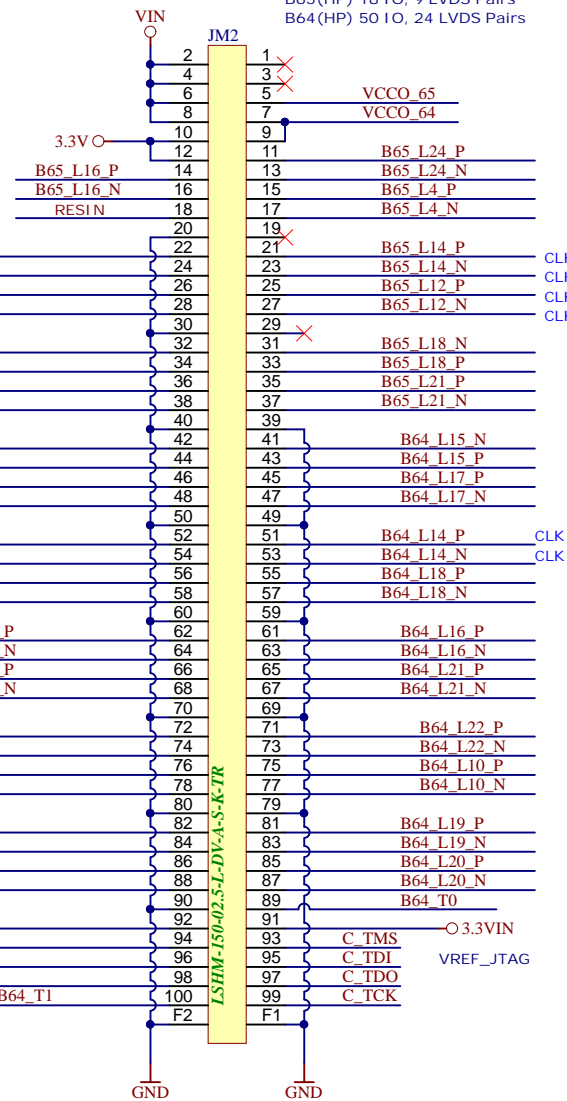 B64(HP) 50 IO, 24 LVDS Pairs
VIN
JM2
2 1
4 3
6 5 VCCO_65
8 7 VCCO_64
3.3V 10 9
12 11 B65_L24_P
B65_L16_P 14 13 B65_L24_N
B65_L16_N 16 15 B65_L4_P
RESIN 18 17 B65_L4_N
20 19
22 21 B65_L14_P
24 23 B65_L14_N
26 25 B65_L12_P
28 27 B65_L12_N
30 29
32 31 B65_L18_N
34 33 B65_L18_P
36 35 B65_L21_P
38 37 B65_L21_N
40 39
42 41 B64_L15_N
44 43 B64_L15_P
46 45 B64_L17_P
48 47 B64_L17_N
50 49
52 51 B64_L14_P CLK
54 53 B64_L14_N CLK
56 55 B64_L18_P
58 57 B64_L18_N
60 59
_P 62 61 B64_L16_P
_N 64 63 B64_L16_N
_P 66 65 B64_L21_P
_N 68 67 B64_L21_N
70 69
72 71 B64_L22_P
74 73 B64_L22_N
76 75 B64_L10_P
78 77 B64_L10_N
80 79
82 81 B64_L19_P
84 83 B64_L19_N
86 85 B64_L20_P
88 87 B64_L20_N
90 89 B64_T0
92 91 3.3VIN
94 93 C_TMS
96 95 C_TDI VREF_JTAG
98 97 C_TDO
B64_T1 100 99 C_TCK
F2 F1
LSHM-150-02.5-L-DV-A-S-K-TR
GND GND